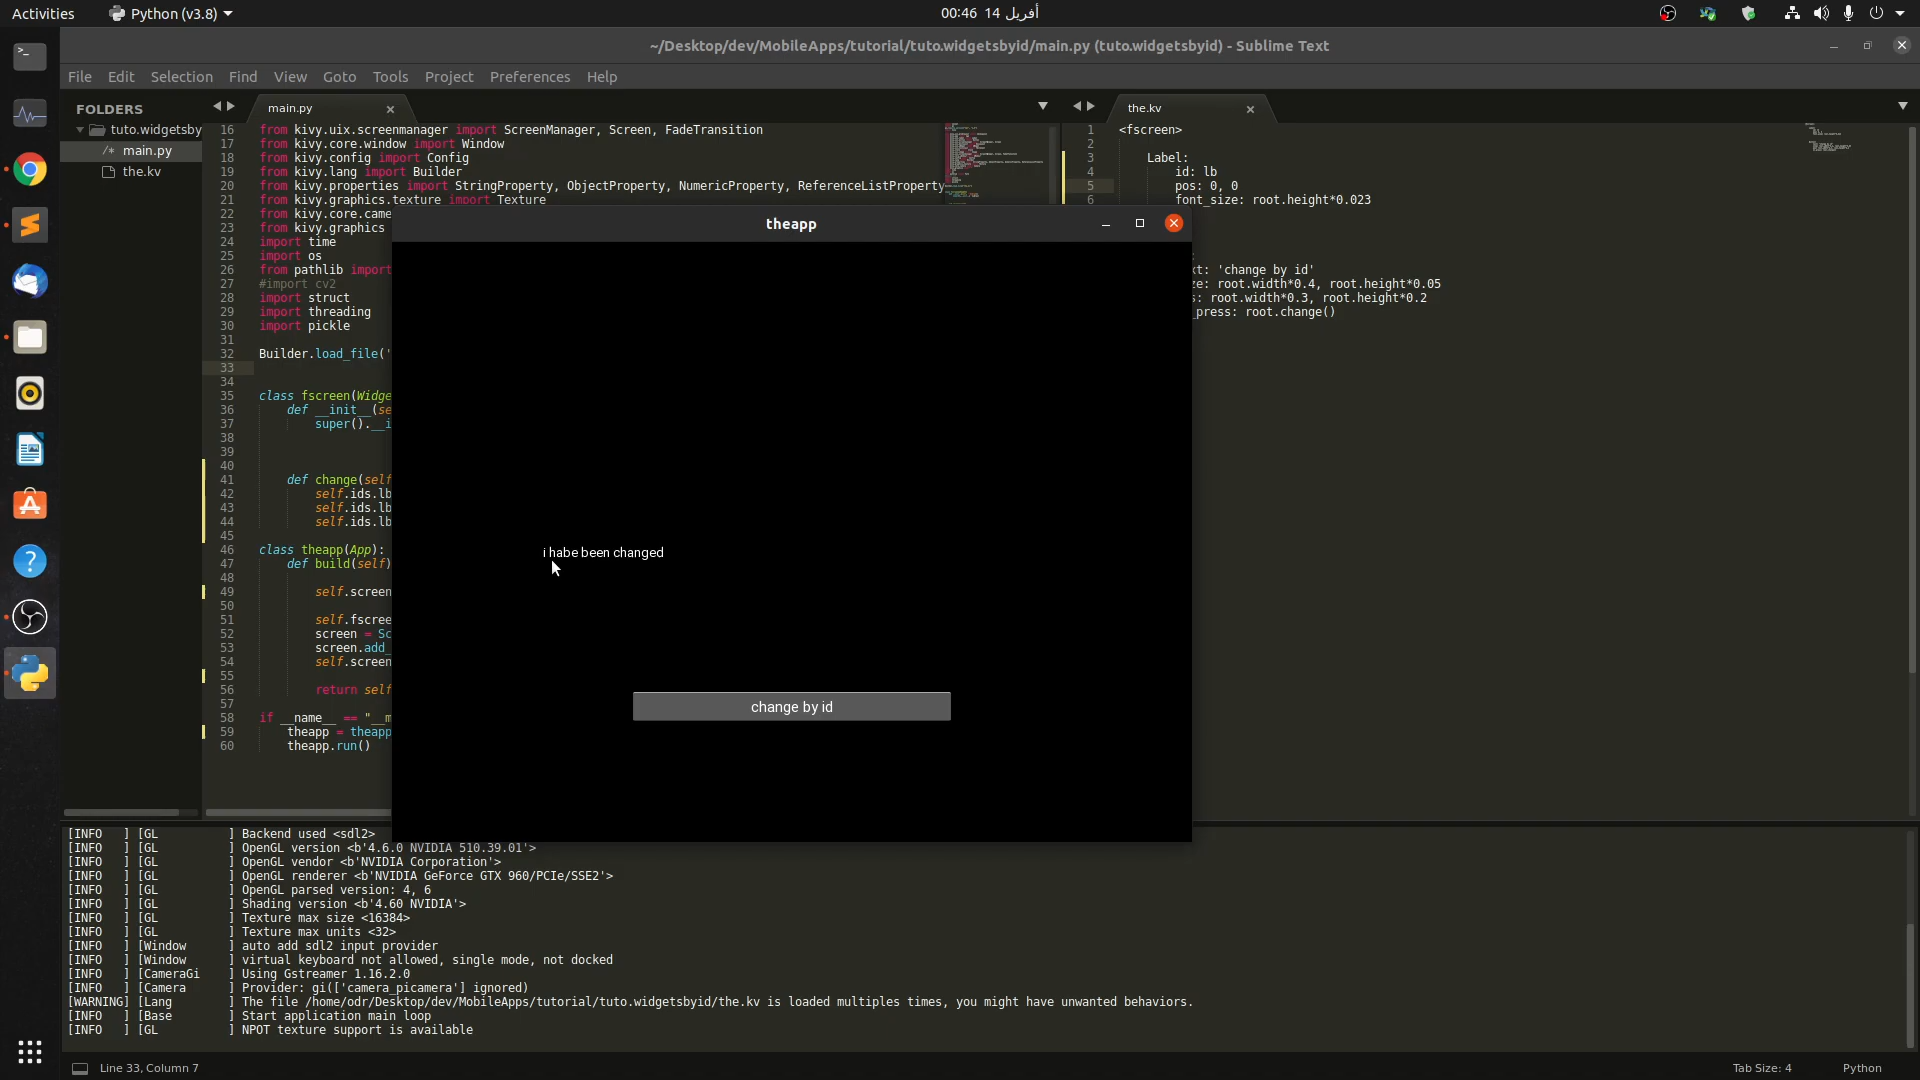 Activities
Python (v3.8)
00:46 14 أفريل
~/Desktop/dev/MobileApps/tutorial/tuto.widgetsbyid/main.py (tuto.widgetsbyid) - Sublime Text
File Edit Selection Find View Goto Tools Project Preferences Help
FOLDERS
tuto.widgetsby
/* main.py
the.kv
main.py
16 from kivy.uix.screenmanager import ScreenManager, Screen, FadeTransition
17 from kivy.core.window import Window
18 from kivy.config import Config
19 from kivy.lang import Builder
20 from kivy.properties import StringProperty, ObjectProperty, NumericProperty, ReferenceListProperty
21 from kivy.graphics.texture import Texture
22 from kivy.core.came
23 from kivy.graphics
24 import time
25 import os
26 from pathlib import
27 #import cv2
28 import struct
29 import threading
30 import pickle
31
32 Builder.load_file('
33
34
35 class fscreen(Widge
36 def __init__(se
37 super().__i
38
39
40
41 def change(self
42 self.ids.lb
43 self.ids.lb
44 self.ids.lb
45
46 class theapp(App):
47 def build(self)
48
49 self.screen
50
51 self.fscree
52 screen = Sc
53 screen.add_
54 self.screen
55
56 return self
57
58 if __name__ == "__m
59 theapp = theapp
60 theapp.run()
the.kv
1 <fscreen>
2
3 Label:
4 id: lb
5 pos: 0, 0
6 font_size: root.height*0.023
:
xt: 'change by id'
ze: root.width*0.4, root.height*0.05
s: root.width*0.3, root.height*0.2
_press: root.change()
theapp
i habe been changed
change by id
[INFO ] [GL ] Backend used <sdl2>
[INFO ] [GL ] OpenGL version <b'4.6.0 NVIDIA 510.39.01'>
[INFO ] [GL ] OpenGL vendor <b'NVIDIA Corporation'>
[INFO ] [GL ] OpenGL renderer <b'NVIDIA GeForce GTX 960/PCIe/SSE2'>
[INFO ] [GL ] OpenGL parsed version: 4, 6
[INFO ] [GL ] Shading version <b'4.60 NVIDIA'>
[INFO ] [GL ] Texture max size <16384>
[INFO ] [GL ] Texture max units <32>
[INFO ] [Window ] auto add sdl2 input provider
[INFO ] [Window ] virtual keyboard not allowed, single mode, not docked
[INFO ] [CameraGi ] Using Gstreamer 1.16.2.0
[INFO ] [Camera ] Provider: gi(['camera_picamera'] ignored)
[WARNING] [Lang ] The file /home/odr/Desktop/dev/MobileApps/tutorial/tuto.widgetsbyid/the.kv is loaded multiples times, you might have unwanted behaviors.
[INFO ] [Base ] Start application main loop
[INFO ] [GL ] NPOT texture support is available
Line 33, Column 7
Tab Size: 4
Python